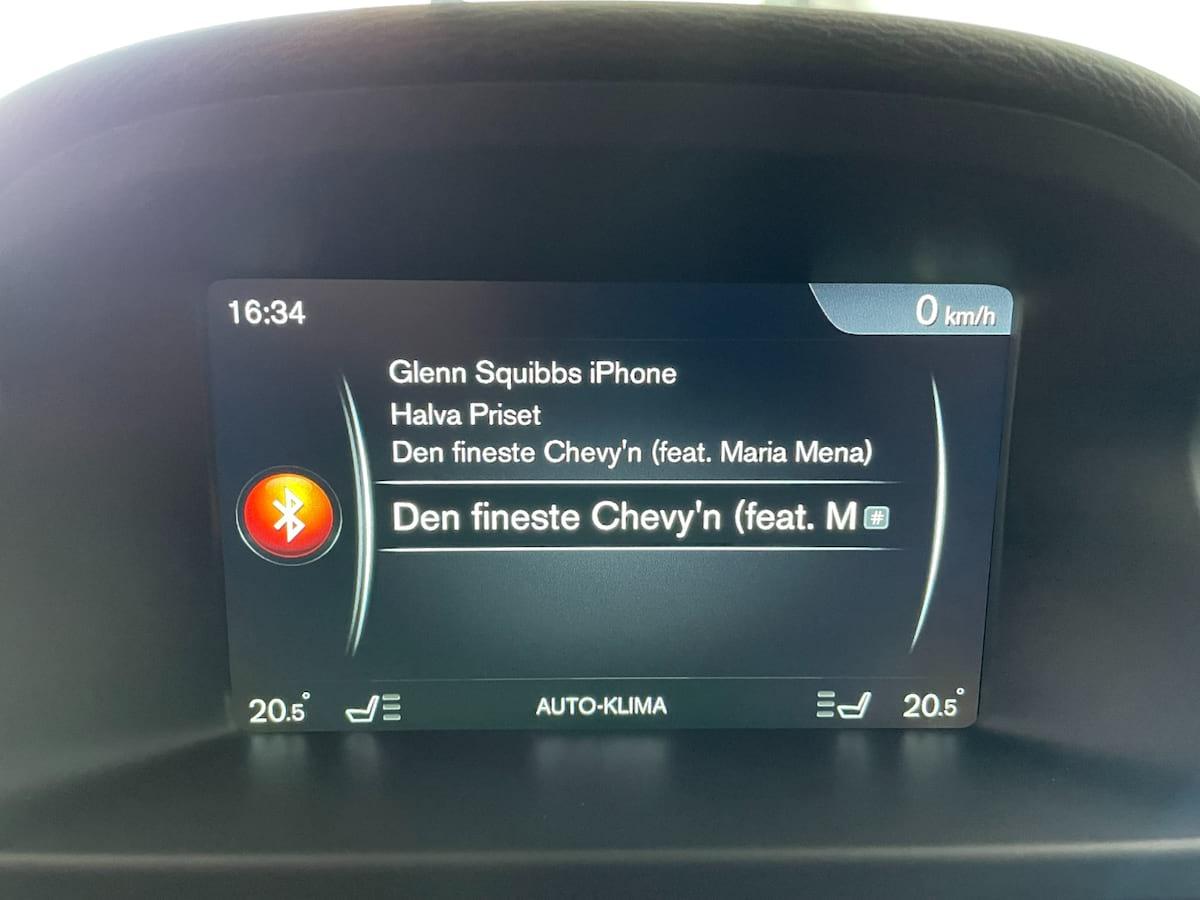 16:34
0 km/h
Glenn Squibbs iPhone
Halva Priset
Den fineste Chevy'n (feat. Maria Mena)
Den fineste Chevy'n (feat. M #
20.5° AUTO-KLIMA 20.5°